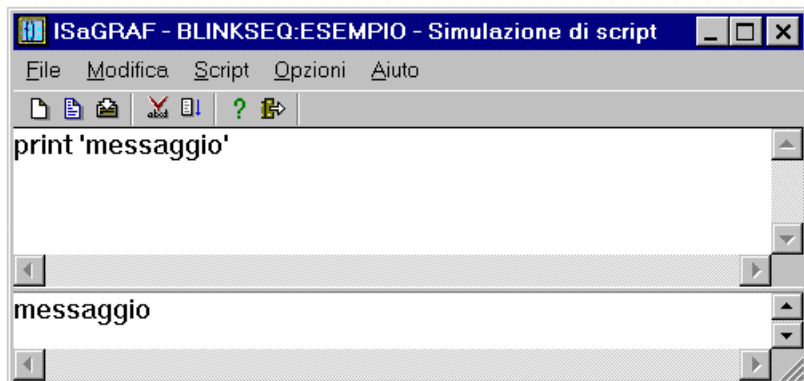 ISaGRAF - BLINKSEQ:ESEMPIO - Simulazione di script
File Modifica Script Opzioni Aiuto
print 'messaggio'
messaggio